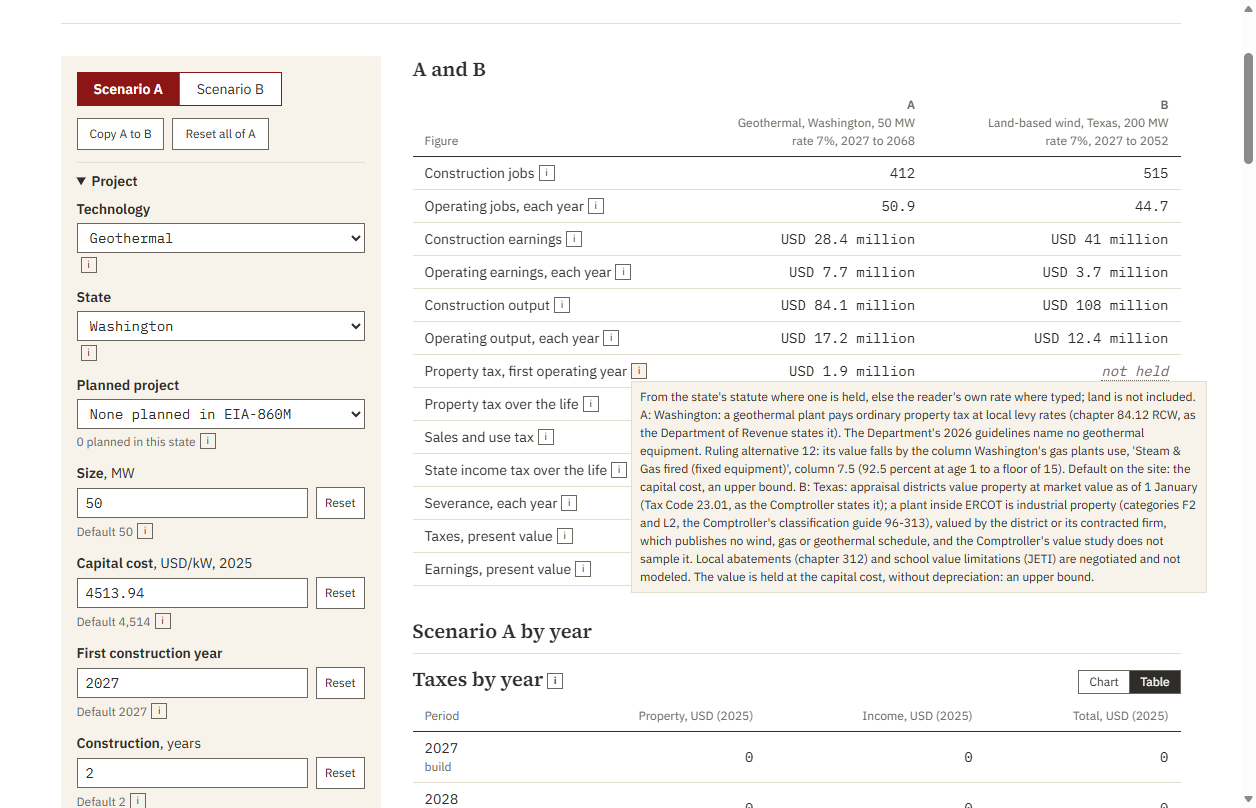 Scenario A
Scenario B
Copy A to B
Reset all of A
▼ Project
Technology
Geothermal
i
State
Washington
i
Planned project
None planned in EIA-860M
0 planned in this state i
Size, MW
50
Reset
Default 50 i
Capital cost, USD/kW, 2025
4513.94
Reset
Default 4,514 i
First construction year
2027
Reset
Default 2027 i
Construction, years
2
Reset
Default 2 i
A and B
A
B
Geothermal, Washington, 50 MW
Land-based wind, Texas, 200 MW
Figure
rate 7%, 2027 to 2068
rate 7%, 2027 to 2052
Construction jobs i 412 515
Operating jobs, each year i 50.9 44.7
Construction earnings i USD 28.4 million USD 41 million
Operating earnings, each year i USD 7.7 million USD 3.7 million
Construction output i USD 84.1 million USD 108 million
Operating output, each year i USD 17.2 million USD 12.4 million
Property tax, first operating year i USD 1.9 million not held
Property tax over the life i
Sales and use tax i
State income tax over the life i
Severance, each year i
Taxes, present value i
Earnings, present value i
From the state's statute where one is held, else the reader's own rate where typed; land is not included.
A: Washington: a geothermal plant pays ordinary property tax at local levy rates (chapter 84.12 RCW, as
the Department of Revenue states it). The Department's 2026 guidelines name no geothermal
equipment. Ruling alternative 12: its value falls by the column Washington's gas plants use, 'Steam &
Gas fired (fixed equipment)', column 7.5 (92.5 percent at age 1 to a floor of 15). Default on the site: the
capital cost, an upper bound. B: Texas: appraisal districts value property at market value as of 1 January
(Tax Code 23.01, as the Comptroller states it); a plant inside ERCOT is industrial property (categories F2
and L2, the Comptroller's classification guide 96-313), valued by the district or its contracted firm,
which publishes no wind, gas or geothermal schedule, and the Comptroller's value study does not
sample it. Local abatements (chapter 312) and school value limitations (JETI) are negotiated and not
modeled. The value is held at the capital cost, without depreciation: an upper bound.
Scenario A by year
Taxes by year i
Chart
Table
Period Property, USD (2025) Income, USD (2025) Total, USD (2025)
2027 0 0 0
build
2028 0 0 0